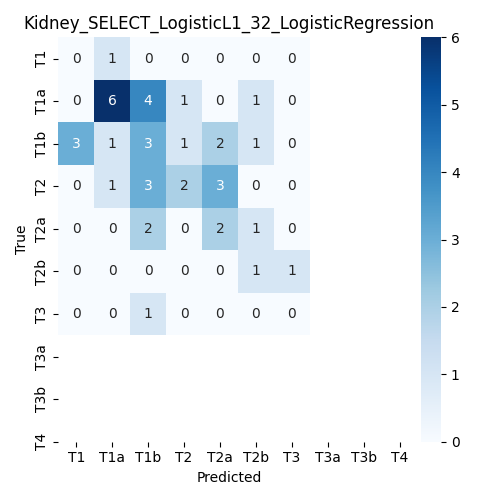 Kidney_SELECT_LogisticL1_32_LogisticRegression
T1 0 1 0 0 0 0 0
T1a 0 6 4 1 0 1 0
T1b 3 1 3 1 2 1 0
T2 0 1 3 2 3 0 0
T2a 0 0 2 0 2 1 0
T2b 0 0 0 0 0 1 1
T3 0 0 1 0 0 0 0
T3a
T3b
T4
T1 T1a T1b T2 T2a T2b T3 T3a T3b T4
Predicted
True
6
5
4
3
2
1
0